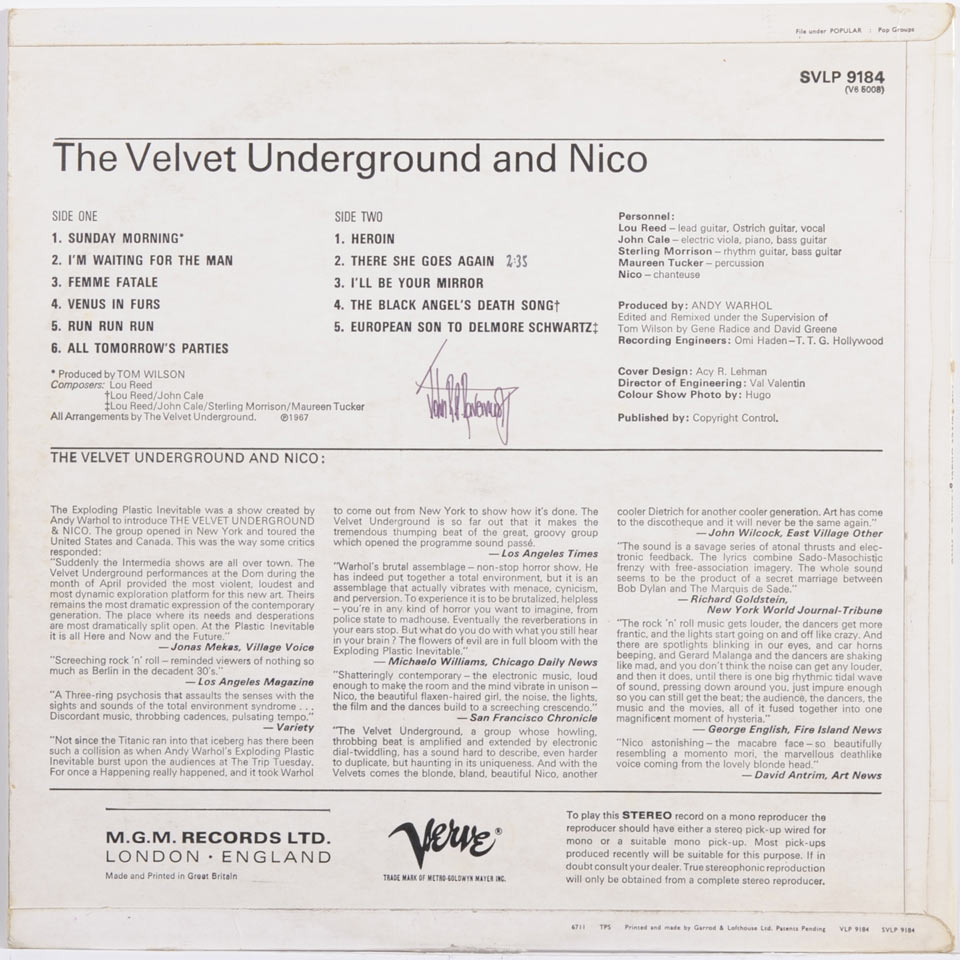 File under POPULAR : Pop Groups
SVLP 9184
(V6 5008)
The Velvet Underground and Nico
SIDE ONE
1. SUNDAY MORNING*
2. I'M WAITING FOR THE MAN
3. FEMME FATALE
4. VENUS IN FURS
5. RUN RUN RUN
6. ALL TOMORROW'S PARTIES
* Produced by TOM WILSON
Composers: Lou Reed
†Lou Reed/John Cale
‡Lou Reed/John Cale/Sterling Morrison/Maureen Tucker
All Arrangements by The Velvet Underground. ℗1967
SIDE TWO
1. HEROIN
2. THERE SHE GOES AGAIN 2.35
3. I'LL BE YOUR MIRROR
4. THE BLACK ANGEL'S DEATH SONG†
5. EUROPEAN SON TO DELMORE SCHWARTZ‡
Personnel:
Lou Reed – lead guitar, Ostrich guitar, vocal
John Cale – electric viola, piano, bass guitar
Sterling Morrison – rhythm guitar, bass guitar
Maureen Tucker – percussion
Nico – chanteuse
Produced by: ANDY WARHOL
Edited and Remixed under the Supervision of
Tom Wilson by Gene Radice and David Greene
Recording Engineers: Omi Haden – T. T. G. Hollywood
Cover Design: Acy R. Lehman
Director of Engineering: Val Valentin
Colour Show Photo by: Hugo
Published by: Copyright Control.
THE VELVET UNDERGROUND AND NICO:
The Exploding Plastic Inevitable was a show created by
Andy Warhol to introduce THE VELVET UNDERGROUND
& NICO. The group opened in New York and toured the
United States and Canada. This was the way some critics
responded:
"Suddenly the Intermedia shows are all over town. The
Velvet Underground performances at the Dom during the
month of April provided the most violent, loudest and
most dynamic exploration platform for this new art. Theirs
remains the most dramatic expression of the contemporary
generation. The place where its needs and desperations
are most dramatically split open. At the Plastic Inevitable
it is all Here and Now and the Future."
— Jonas Mekas, Village Voice
"Screeching rock 'n' roll – reminded viewers of nothing so
much as Berlin in the decadent 30's."
— Los Angeles Magazine
"A Three-ring psychosis that assaults the senses with the
sights and sounds of the total environment syndrome . . .
Discordant music, throbbing cadences, pulsating tempo."
— Variety
"Not since the Titanic ran into that iceberg has there been
such a collision as when Andy Warhol's Exploding Plastic
Inevitable burst upon the audiences at The Trip Tuesday.
For once a Happening really happened, and it took Warhol
to come out from New York to show how it's done. The
Velvet Underground is so far out that it makes the
tremendous thumping beat of the great, groovy group
which opened the programme sound passé.
— Los Angeles Times
"Warhol's brutal assemblage – non-stop horror show. He
has indeed put together a total environment, but it is an
assemblage that actually vibrates with menace, cynicism,
and perversion. To experience it is to be brutalized, helpless
– you're in any kind of horror you want to imagine, from
police state to madhouse. Eventually the reverberations in
your ears stop. But what do you do with what you still hear
in your brain? The flowers of evil are in full bloom with the
Exploding Plastic Inevitable."
— Michaelo Williams, Chicago Daily News
"Shatteringly contemporary – the electronic music, loud
enough to make the room and the mind vibrate in unison –
Nico, the beautiful flaxen-haired girl, the noise, the lights,
the film and the dances build to a screeching crescendo."
— San Francisco Chronicle
"The Velvet Underground, a group whose howling,
throbbing beat is amplified and extended by electronic
dial-twiddling, has a sound hard to describe, even harder
to duplicate, but haunting in its uniqueness. And with the
Velvets comes the blonde, bland, beautiful Nico, another
cooler Dietrich for another cooler generation. Art has come
to the discotheque and it will never be the same again."
— John Wilcock, East Village Other
"The sound is a savage series of atonal thrusts and elec-
tronic feedback. The lyrics combine Sado-Masochistic
frenzy with free-association imagery. The whole sound
seems to be the product of a secret marriage between
Bob Dylan and The Marquis de Sade."
— Richard Goldstein,
New York World Journal-Tribune
"The rock 'n' roll music gets louder, the dancers get more
frantic, and the lights start going on and off like crazy. And
there are spotlights blinking in our eyes, and car horns
beeping, and Gerard Malanga and the dancers are shaking
like mad, and you don't think the noise can get any louder,
and then it does, until there is one big rhythmic tidal wave
of sound, pressing down around you, just impure enough
so you can still get the beat; the audience, the dancers, the
music and the movies, all of it fused together into one
magnificent moment of hysteria."
— George English, Fire Island News
"Nico astonishing – the macabre face – so beautifully
resembling a momento mori, the marvellous deathlike
voice coming from the lovely blonde head."
— David Antrim, Art News
M.G.M. RECORDS LTD.
LONDON · ENGLAND
Made and Printed in Great Britain
Verve®
TRADE MARK OF METRO-GOLDWYN MAYER INC.
To play this STEREO record on a mono reproducer the
reproducer should have either a stereo pick-up wired for
mono or a suitable mono pick-up. Most pick-ups
produced recently will be suitable for this purpose. If in
doubt consult your dealer. True stereophonic reproduction
will only be obtained from a complete stereo reproducer.
6711 TPS Printed and made by Garrod & Lofthouse Ltd. Patents Pending VLP 9184 SVLP 9184